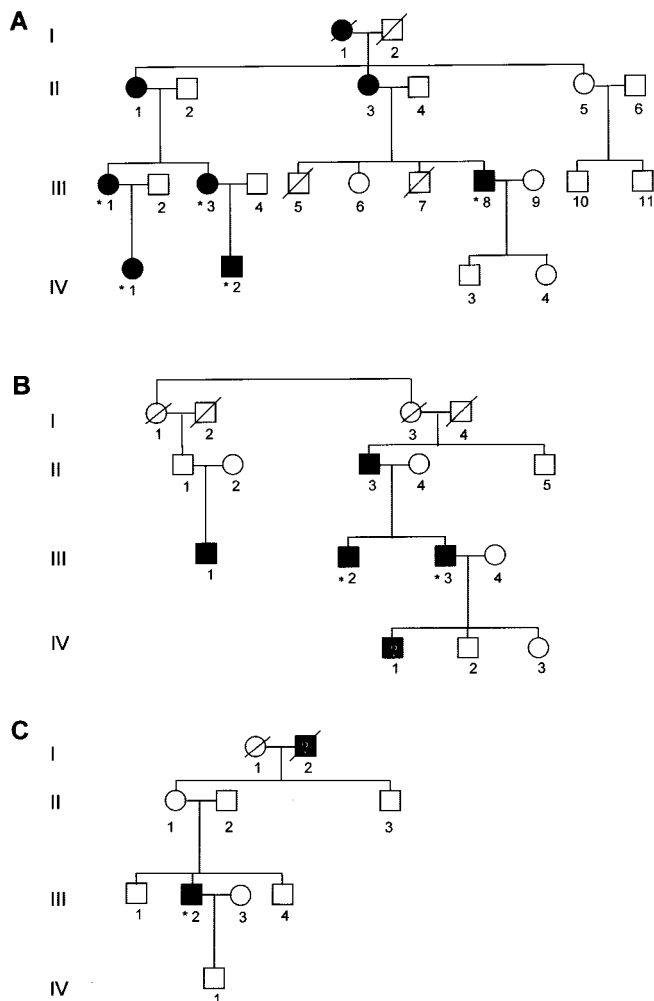 A
I
1 2
II
1 2 3 4 5 6
III
* 1 2 * 3 4 5 6 7 * 8 9 10 11
IV
* 1 * 2 3 4
B
I
1 2 3 4
II
1 2 3 4 5
III
1 * 2 * 3 4
IV
1 2 3
C
I
1 2
II
1 2 3
III
1 * 2 3 4
IV
1